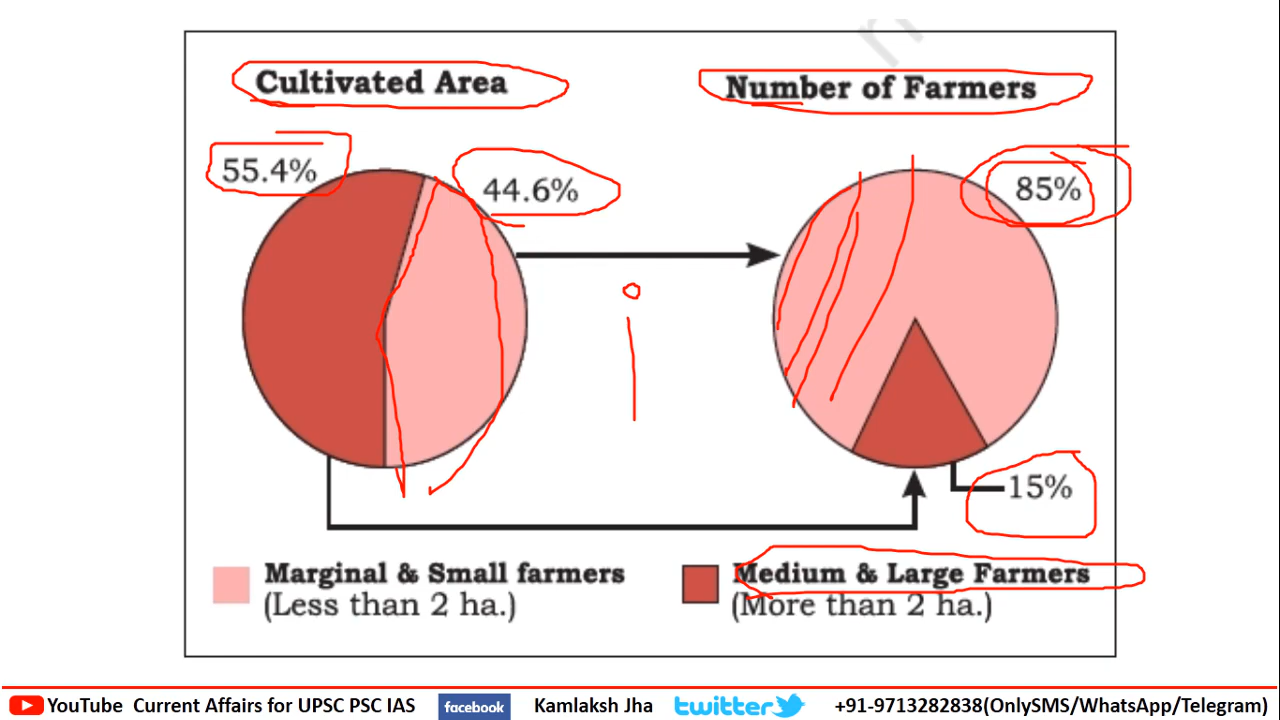 Cultivated Area
Number of Farmers
55.4%
44.6%
85%
15%
Marginal & Small farmers
(Less than 2 ha.)
Medium & Large Farmers
(More than 2 ha.)
YouTube Current Affairs for UPSC PSC IAS facebook Kamlaksh Jha twitter +91-9713282838(OnlySMS/WhatsApp/Telegram)